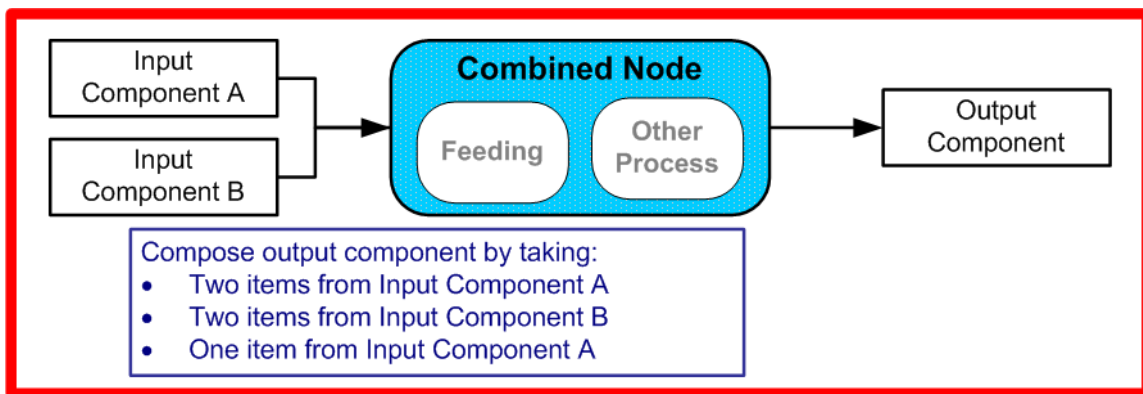 Input
Component A
Input
Component B
Combined Node
Feeding
Other
Process
Output
Component
Compose output component by taking:
• Two items from Input Component A
• Two items from Input Component B
• One item from Input Component A